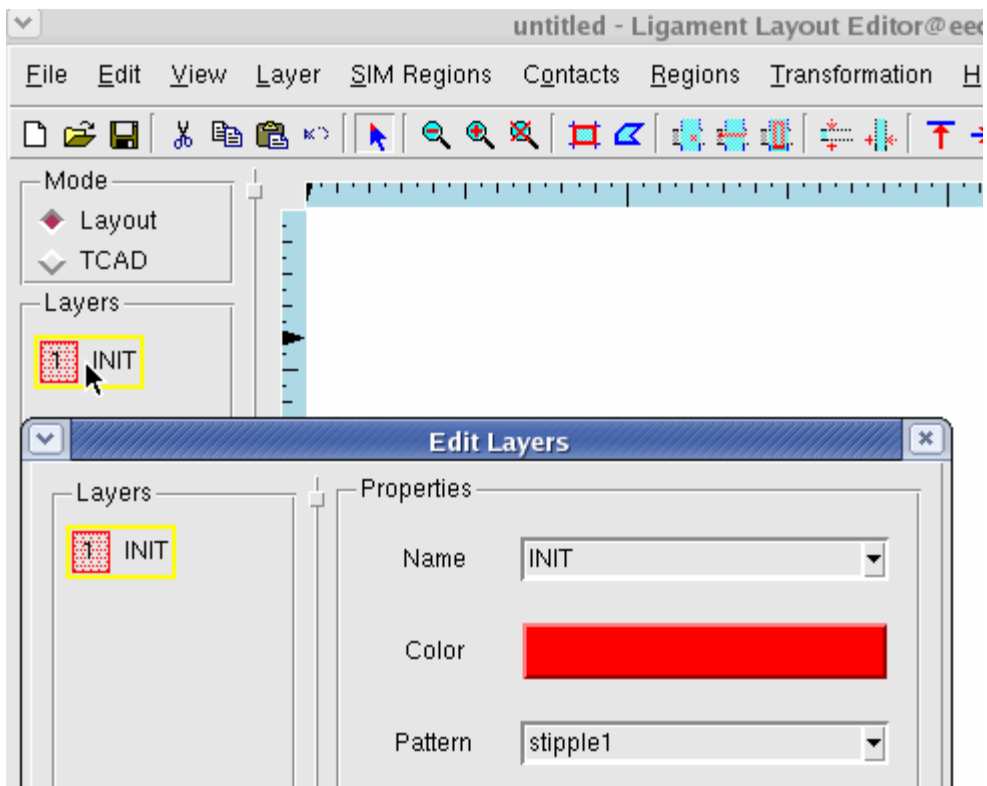 untitled - Ligament Layout Editor@eec
File Edit View Layer SIM Regions Contacts Regions Transformation H
Mode
Layout
TCAD
Layers
1 INIT
Edit Layers
Layers
1 INIT
Properties
Name INIT
Color
Pattern stipple1